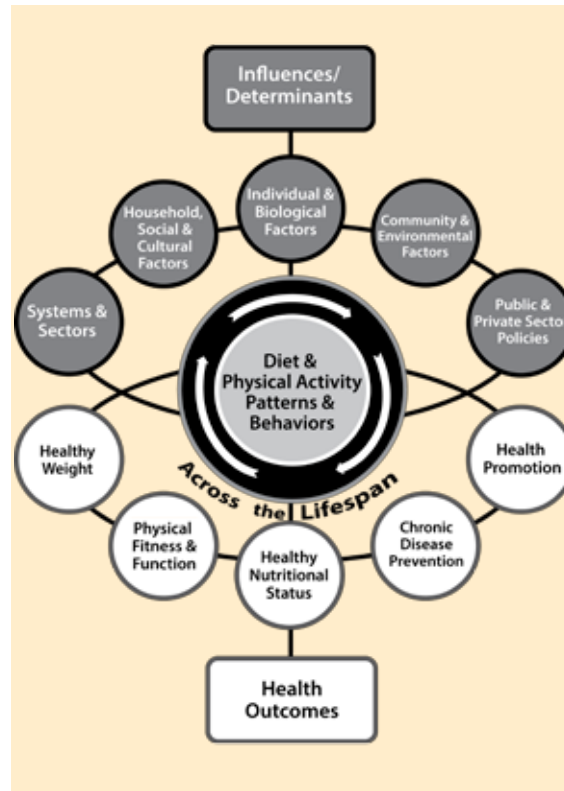 Influences/
Determinants
Individual &
Biological
Factors
Household,
Social &
Cultural
Factors
Community &
Environmental
Factors
Systems &
Sectors
Public &
Private Sector
Policies
Diet &
Physical Activity
Patterns &
Behaviors
Across the Lifespan
Healthy
Weight
Health
Promotion
Physical
Fitness &
Function
Chronic
Disease
Prevention
Healthy
Nutritional
Status
Health
Outcomes